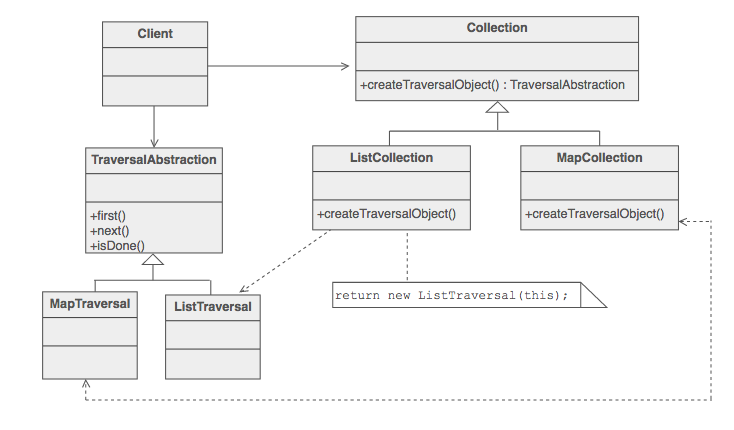 Client
Collection
+createTraversalObject() : TraversalAbstraction
TraversalAbstraction
+first()
+next()
+isDone()
ListCollection
+createTraversalObject()
MapCollection
+createTraversalObject()
MapTraversal
ListTraversal
return new ListTraversal(this);